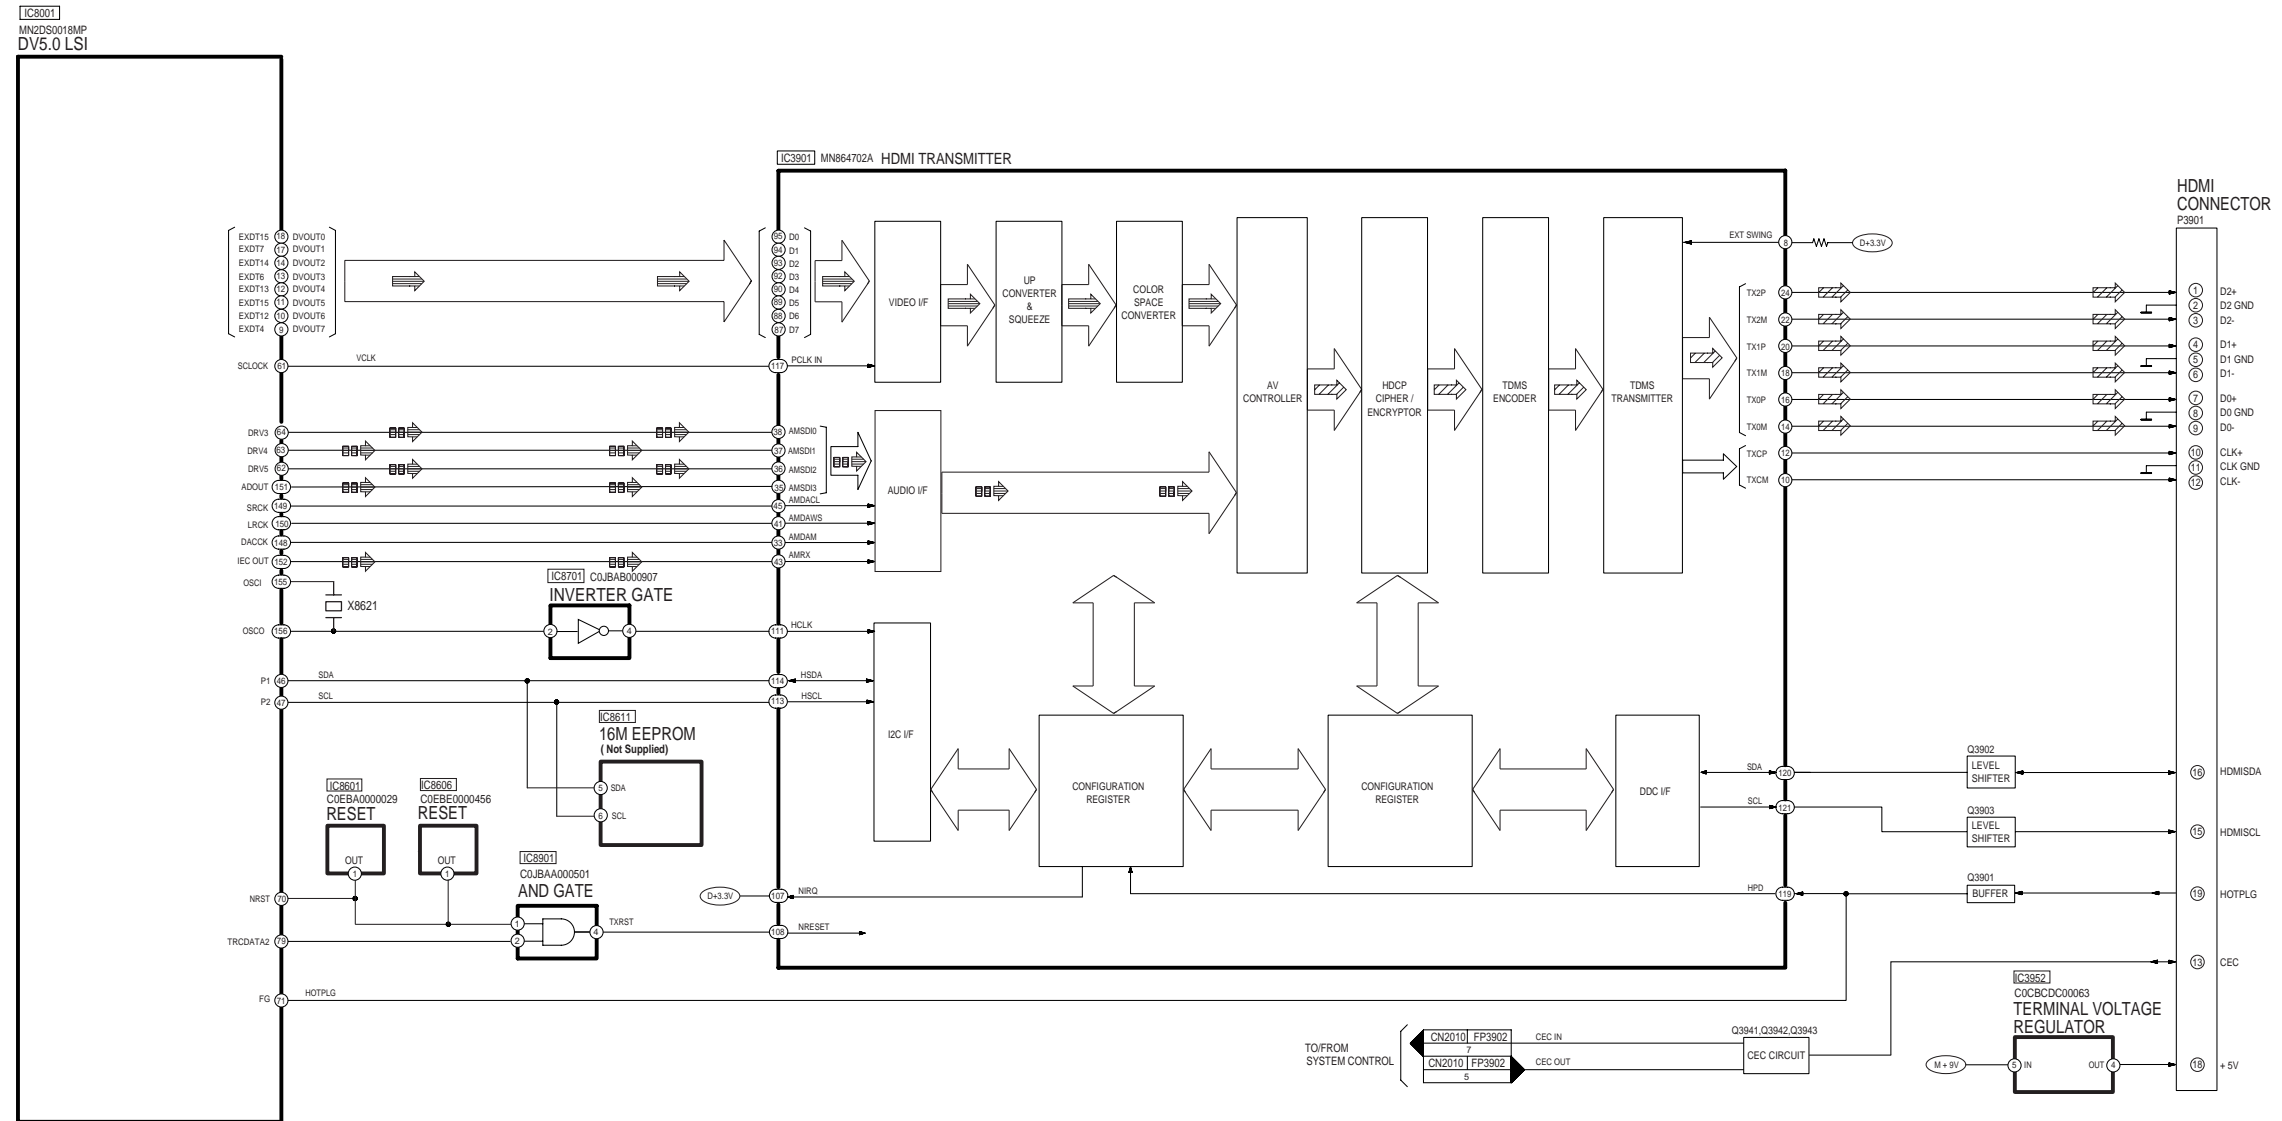 IC8001
MN2DS0018MP
DV5.0 LSI
IC3901 MN864702A HDMI TRANSMITTER
HDMI
CONNECTOR
P3901
EXDT15 18 DVOUT0
EXDT7 17 DVOUT1
EXDT14 14 DVOUT2
EXDT6 13 DVOUT3
EXDT13 12 DVOUT4
EXDT15 11 DVOUT5
EXDT12 10 DVOUT6
EXDT4 9 DVOUT7
95 D0
94 D1
93 D2
92 D3
90 D4
89 D5
88 D6
87 D7
VIDEO I/F
UP
CONVERTER
&
SQUEEZE
COLOR
SPACE
CONVERTER
AV
CONTROLLER
HDCP
CIPHER /
ENCRYPTOR
TDMS
ENCODER
TDMS
TRANSMITTER
EXT SWING 8 D+3.3V
TX2P 24
TX2M 22
TX1P 20
TX1M 18
TX0P 16
TX0M 14
TXCP 12
TXCM 10
1 D2+
2 D2 GND
3 D2-
4 D1+
5 D1 GND
6 D1-
7 D0+
8 D0 GND
9 D0-
10 CLK+
11 CLK GND
12 CLK-
SCLOCK 61 VCLK 117 PCLK IN
DRV3 64 38 AMSDI0
DRV4 63 37 AMSDI1
DRV5 62 36 AMSDI2
ADOUT 151 35 AMSDI3
SRCK 149 45 AMDACL
LRCK 150 41 AMDAWS
DACCK 148 33 AMDAM
IEC OUT 152 43 AMRX
AUDIO I/F
OSCI 155
X8621
IC8701 C0JBAB000907
INVERTER GATE
OSCO 156 2 4 111 HCLK
P1 46 SDA 114 HSDA
P2 47 SCL 113 HSCL
I2C I/F
IC8611
16M EEPROM
( Not Supplied)
5 SDA
6 SCL
CONFIGURATION
REGISTER
CONFIGURATION
REGISTER
DDC I/F
SDA 120
SCL 121
Q3902
LEVEL
SHIFTER
16 HDMISDA
Q3903
LEVEL
SHIFTER
15 HDMISCL
IC8601
C0EBA0000029
RESET
OUT
1
IC8606
C0EBE0000456
RESET
OUT
1
IC8901
C0JBAA000501
AND GATE
1
2
4
TXRST
NRST 70
TRCDATA2 79
D+3.3V 107 NIRQ
108 NRESET
HPD 119
Q3901
BUFFER
19 HOTPLG
FG 71 HOTPLG
13 CEC
IC3952
C0CBCDC00063
TERMINAL VOLTAGE
REGULATOR
M + 9V 5 IN OUT 4 18 + 5V
TO/FROM
SYSTEM CONTROL
CN2010 FP3902 CEC IN
7
CN2010 FP3902 CEC OUT
5
Q3941,Q3942,Q3943
CEC CIRCUIT